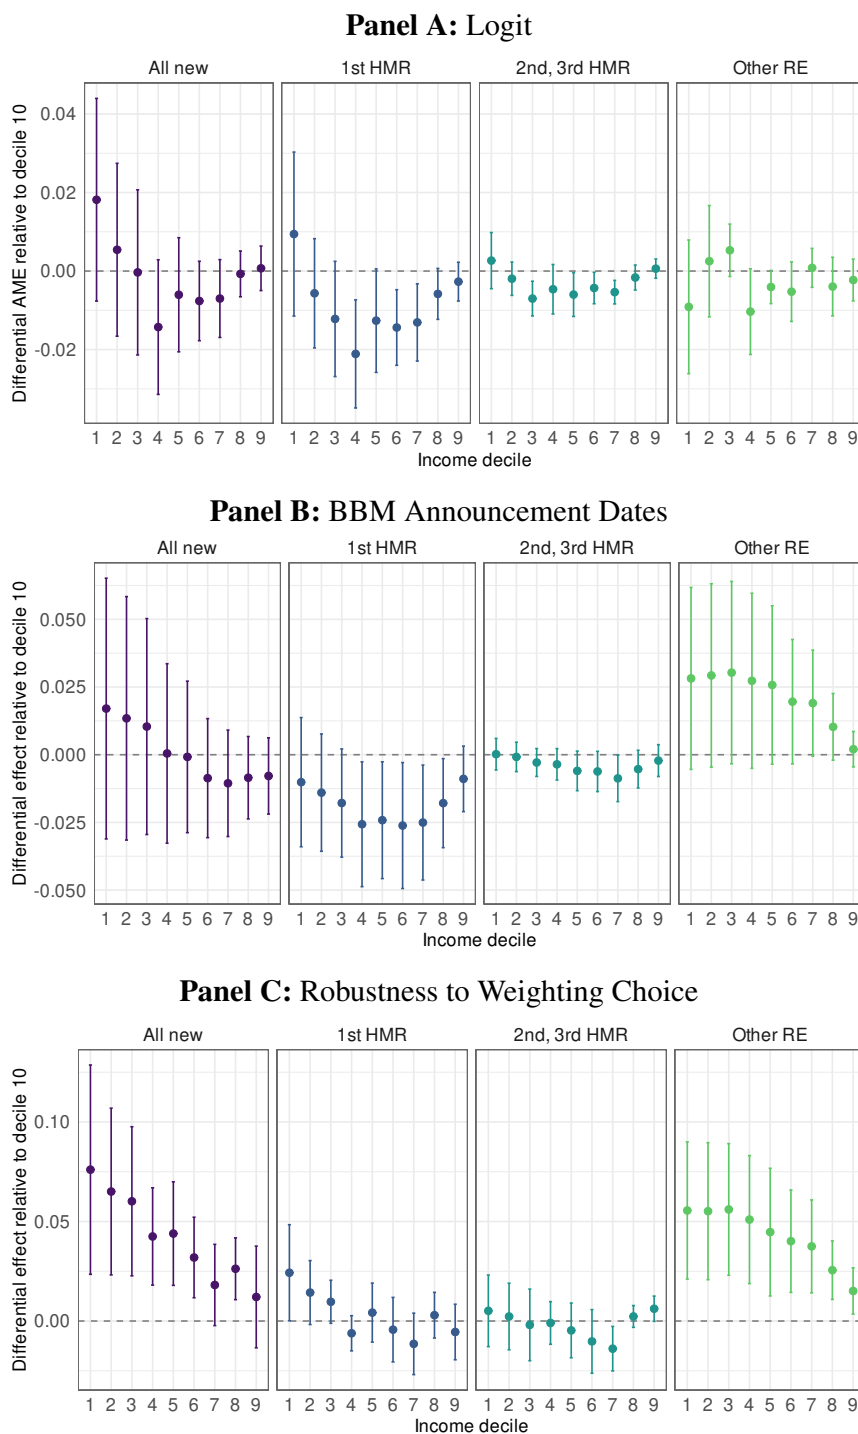 Panel A: Logit
All new 1st HMR 2nd, 3rd HMR Other RE
Differential AME relative to decile 10
0.04
0.02
0.00
-0.02
1 2 3 4 5 6 7 8 9 1 2 3 4 5 6 7 8 9 1 2 3 4 5 6 7 8 9 1 2 3 4 5 6 7 8 9
Income decile
Panel B: BBM Announcement Dates
All new 1st HMR 2nd, 3rd HMR Other RE
Differential effect relative to decile 10
0.050
0.025
0.000
-0.025
-0.050
1 2 3 4 5 6 7 8 9 1 2 3 4 5 6 7 8 9 1 2 3 4 5 6 7 8 9 1 2 3 4 5 6 7 8 9
Income decile
Panel C: Robustness to Weighting Choice
All new 1st HMR 2nd, 3rd HMR Other RE
Differential effect relative to decile 10
0.10
0.05
0.00
1 2 3 4 5 6 7 8 9 1 2 3 4 5 6 7 8 9 1 2 3 4 5 6 7 8 9 1 2 3 4 5 6 7 8 9
Income decile